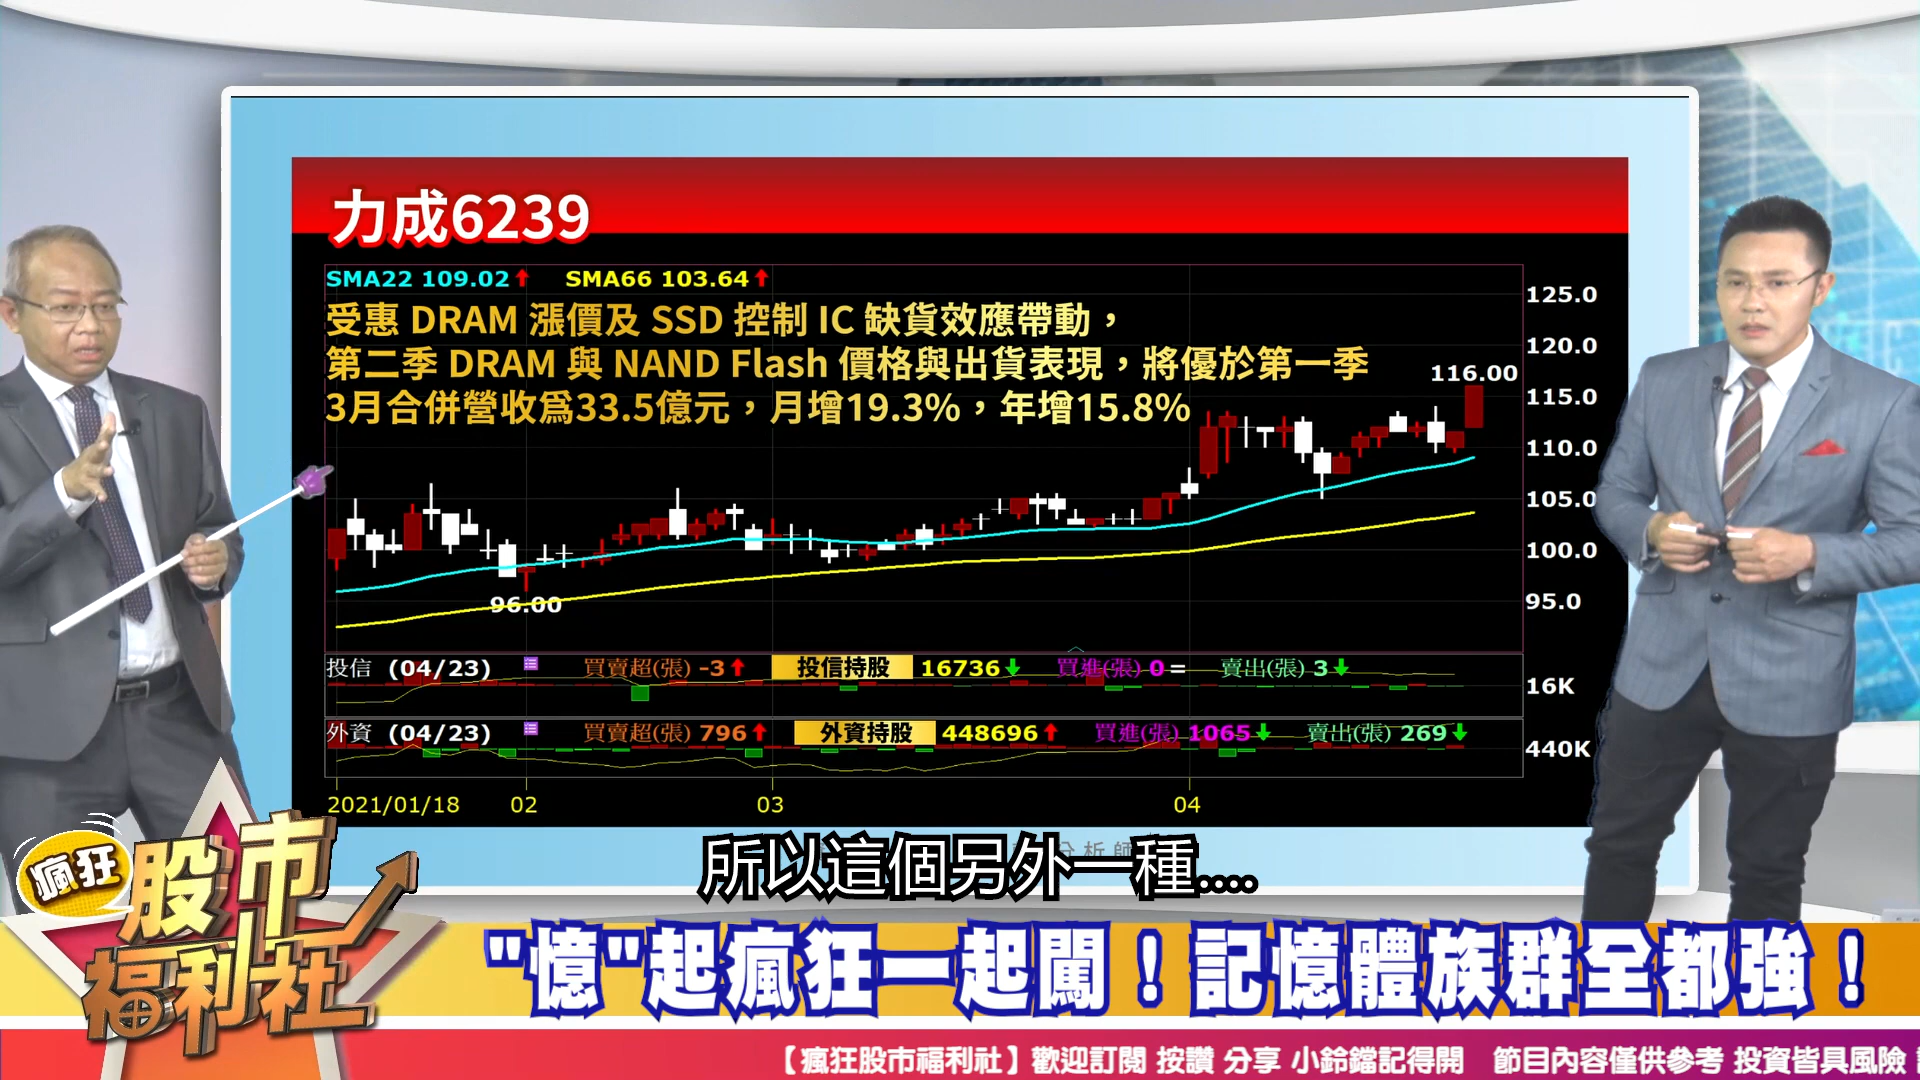 力成6239
SMA22 109.02↑ SMA66 103.64↑
受惠 DRAM 漲價及 SSD 控制 IC 缺貨效應帶動，
第二季 DRAM 與 NAND Flash 價格與出貨表現，將優於第一季
3月合併營收為33.5億元，月增19.3%，年增15.8%
125.0
120.0
116.00
115.0
110.0
105.0
100.0
96.00
95.0
投信 (04/23) 買賣超(張) -3↑ 投信持股 16736↓ 買進(張) 0= 賣出(張) 3↓
16K
外資 (04/23) 買賣超(張) 796↑ 外資持股 448696↑ 買進(張) 1065↓ 賣出(張) 269↓
440K
2021/01/18 02 03 04
分析師
所以這個另外一種....
瘋狂
股市
福利社
"憶"起瘋狂一起闖！記憶體族群全都強！
【瘋狂股市福利社】歡迎訂閱 按讚 分享 小鈴鐺記得開 節目內容僅供參考 投資皆具風險